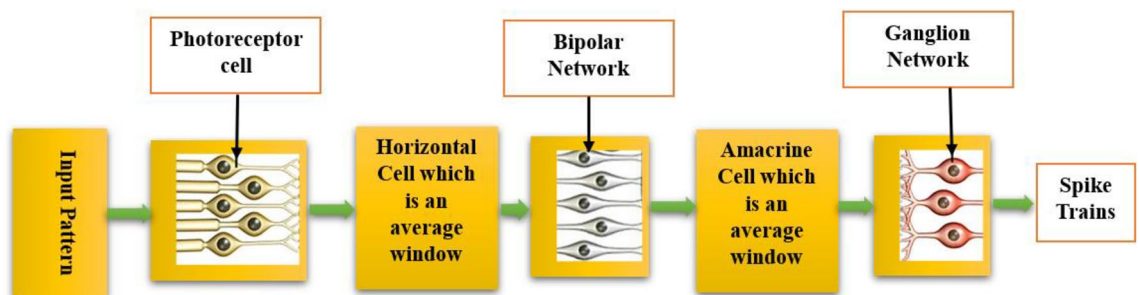 Photoreceptor
cell
Bipolar
Network
Ganglion
Network
Input Pattern
Horizontal
Cell which
is an
average
window
Amacrine
Cell which
is an
average
window
Spike
Trains